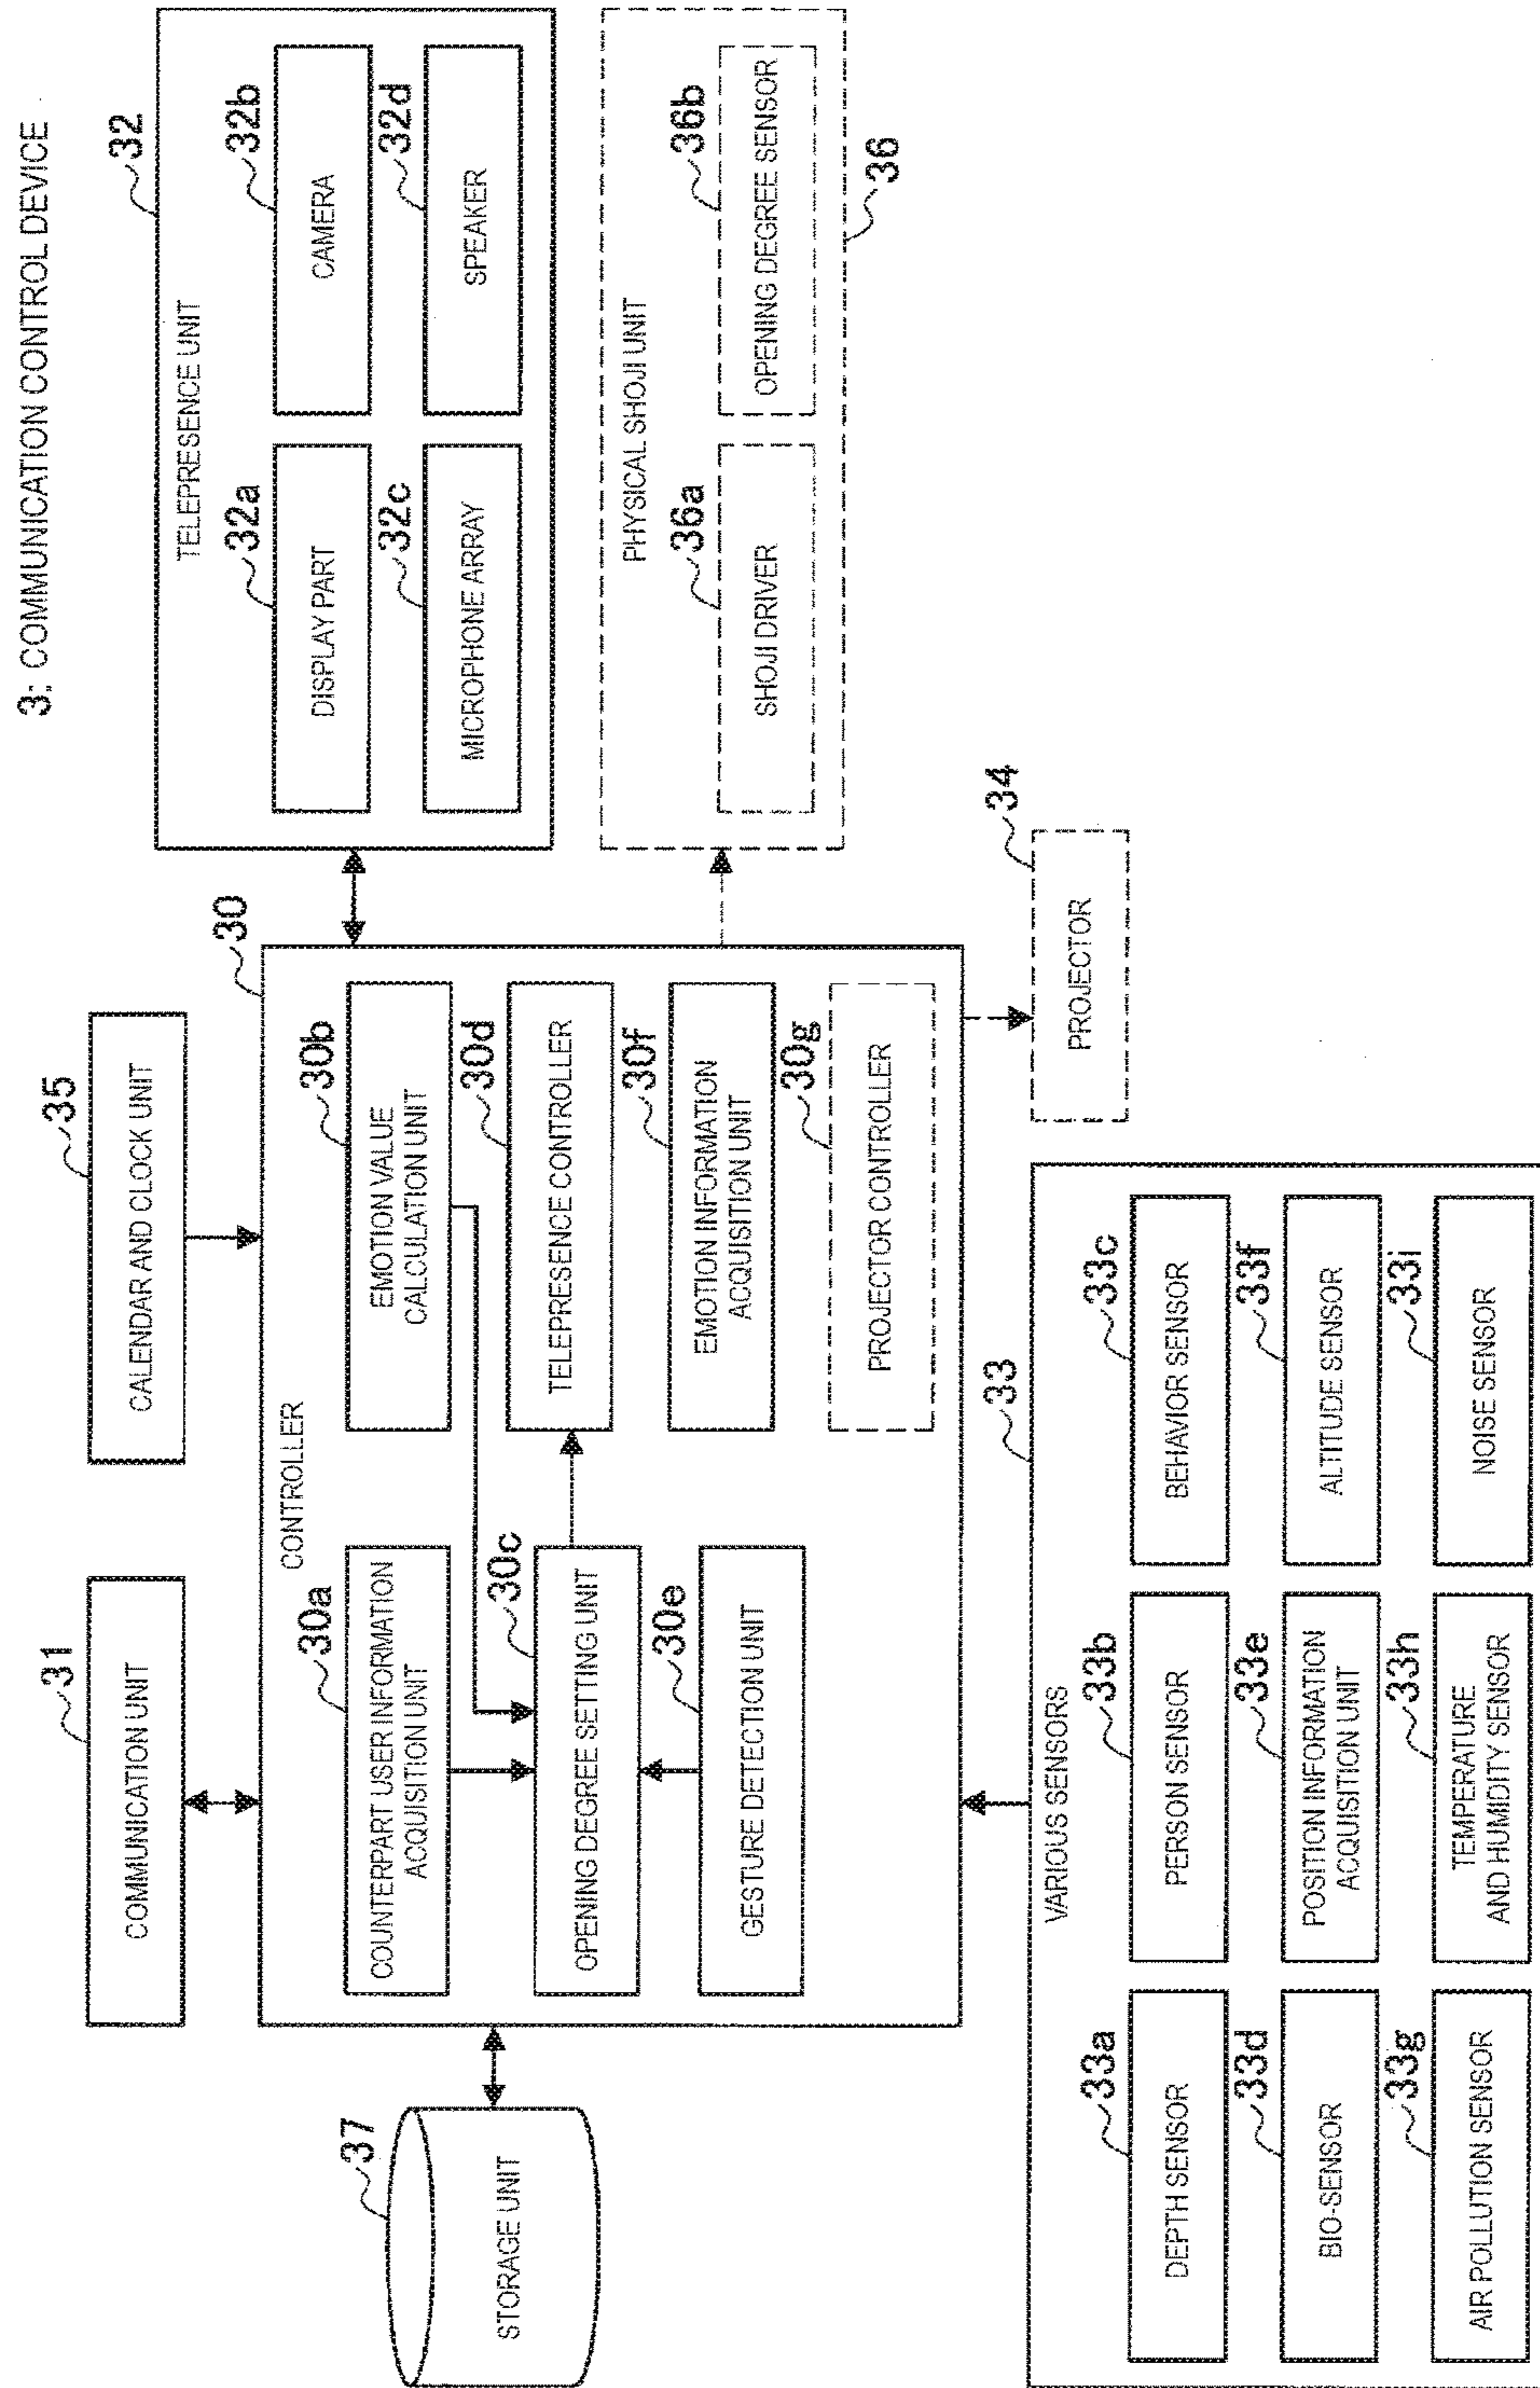 3: COMMUNICATION CONTROL DEVICE
31
COMMUNICATION UNIT
35
CALENDAR AND CLOCK UNIT
37
STORAGE UNIT
30
CONTROLLER
30a
COUNTERPART USER INFORMATION
ACQUISITION UNIT
30b
EMOTION VALUE
CALCULATION UNIT
30c
OPENING DEGREE SETTING UNIT
30d
TELEPRESENCE CONTROLLER
30e
GESTURE DETECTION UNIT
30f
EMOTION INFORMATION
ACQUISITION UNIT
30g
PROJECTOR CONTROLLER
32
TELEPRESENCE UNIT
32a
DISPLAY PART
32b
CAMERA
32c
MICROPHONE ARRAY
32d
SPEAKER
PHYSICAL SHOJI UNIT
36a
SHOJI DRIVER
36b
OPENING DEGREE SENSOR
36
34
PROJECTOR
33
VARIOUS SENSORS
33a
DEPTH SENSOR
33b
PERSON SENSOR
33c
BEHAVIOR SENSOR
33d
BIO-SENSOR
33e
POSITION INFORMATION
ACQUISITION UNIT
33f
ALTITUDE SENSOR
33g
AIR POLLUTION SENSOR
33h
TEMPERATURE
AND HUMIDITY SENSOR
33i
NOISE SENSOR